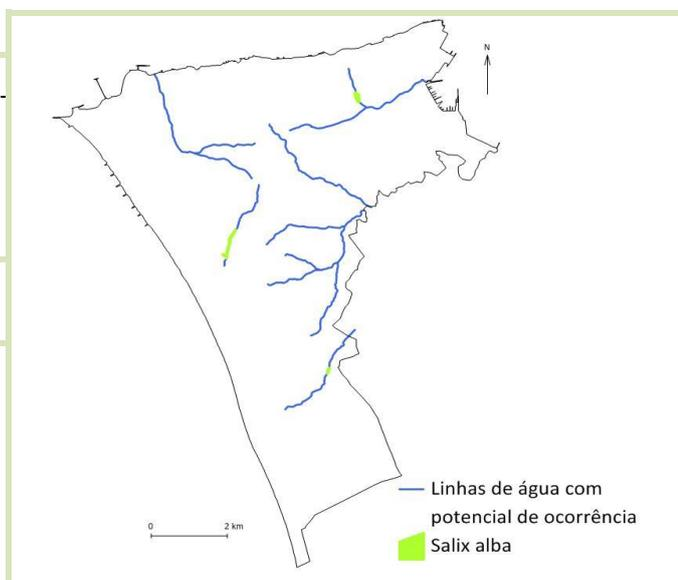 N
Linhas de água com
potencial de ocorrência
Salix alba
0 2 km